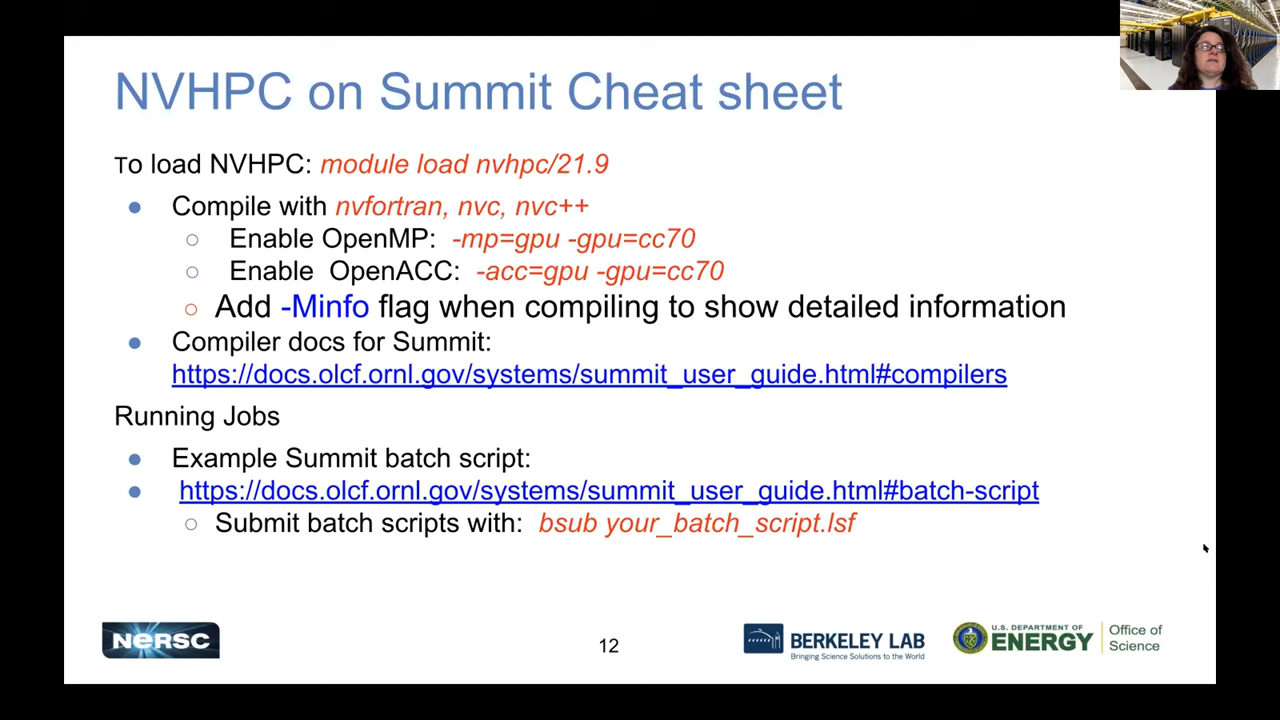 NVHPC on Summit Cheat sheet
To load NVHPC: module load nvhpc/21.9
● Compile with nvfortran, nvc, nvc++
○ Enable OpenMP: -mp=gpu -gpu=cc70
○ Enable OpenACC: -acc=gpu -gpu=cc70
○ Add -Minfo flag when compiling to show detailed information
● Compiler docs for Summit:
https://docs.olcf.ornl.gov/systems/summit_user_guide.html#compilers
Running Jobs
● Example Summit batch script:
● https://docs.olcf.ornl.gov/systems/summit_user_guide.html#batch-script
○ Submit batch scripts with: bsub your_batch_script.lsf
NERSC
12
BERKELEY LAB
Bringing Science Solutions to the World
U.S. DEPARTMENT OF
ENERGY
Office of
Science